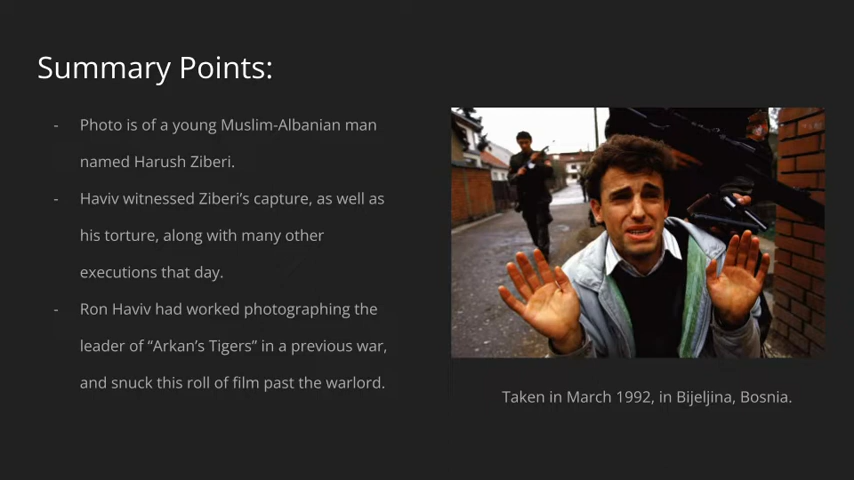 Summary Points:
- Photo is of a young Muslim-Albanian man
named Harush Ziberi.
- Haviv witnessed Ziberi’s capture, as well as
his torture, along with many other
executions that day.
- Ron Haviv had worked photographing the
leader of “Arkan’s Tigers” in a previous war,
and snuck this roll of film past the warlord.
Taken in March 1992, in Bijeljina, Bosnia.